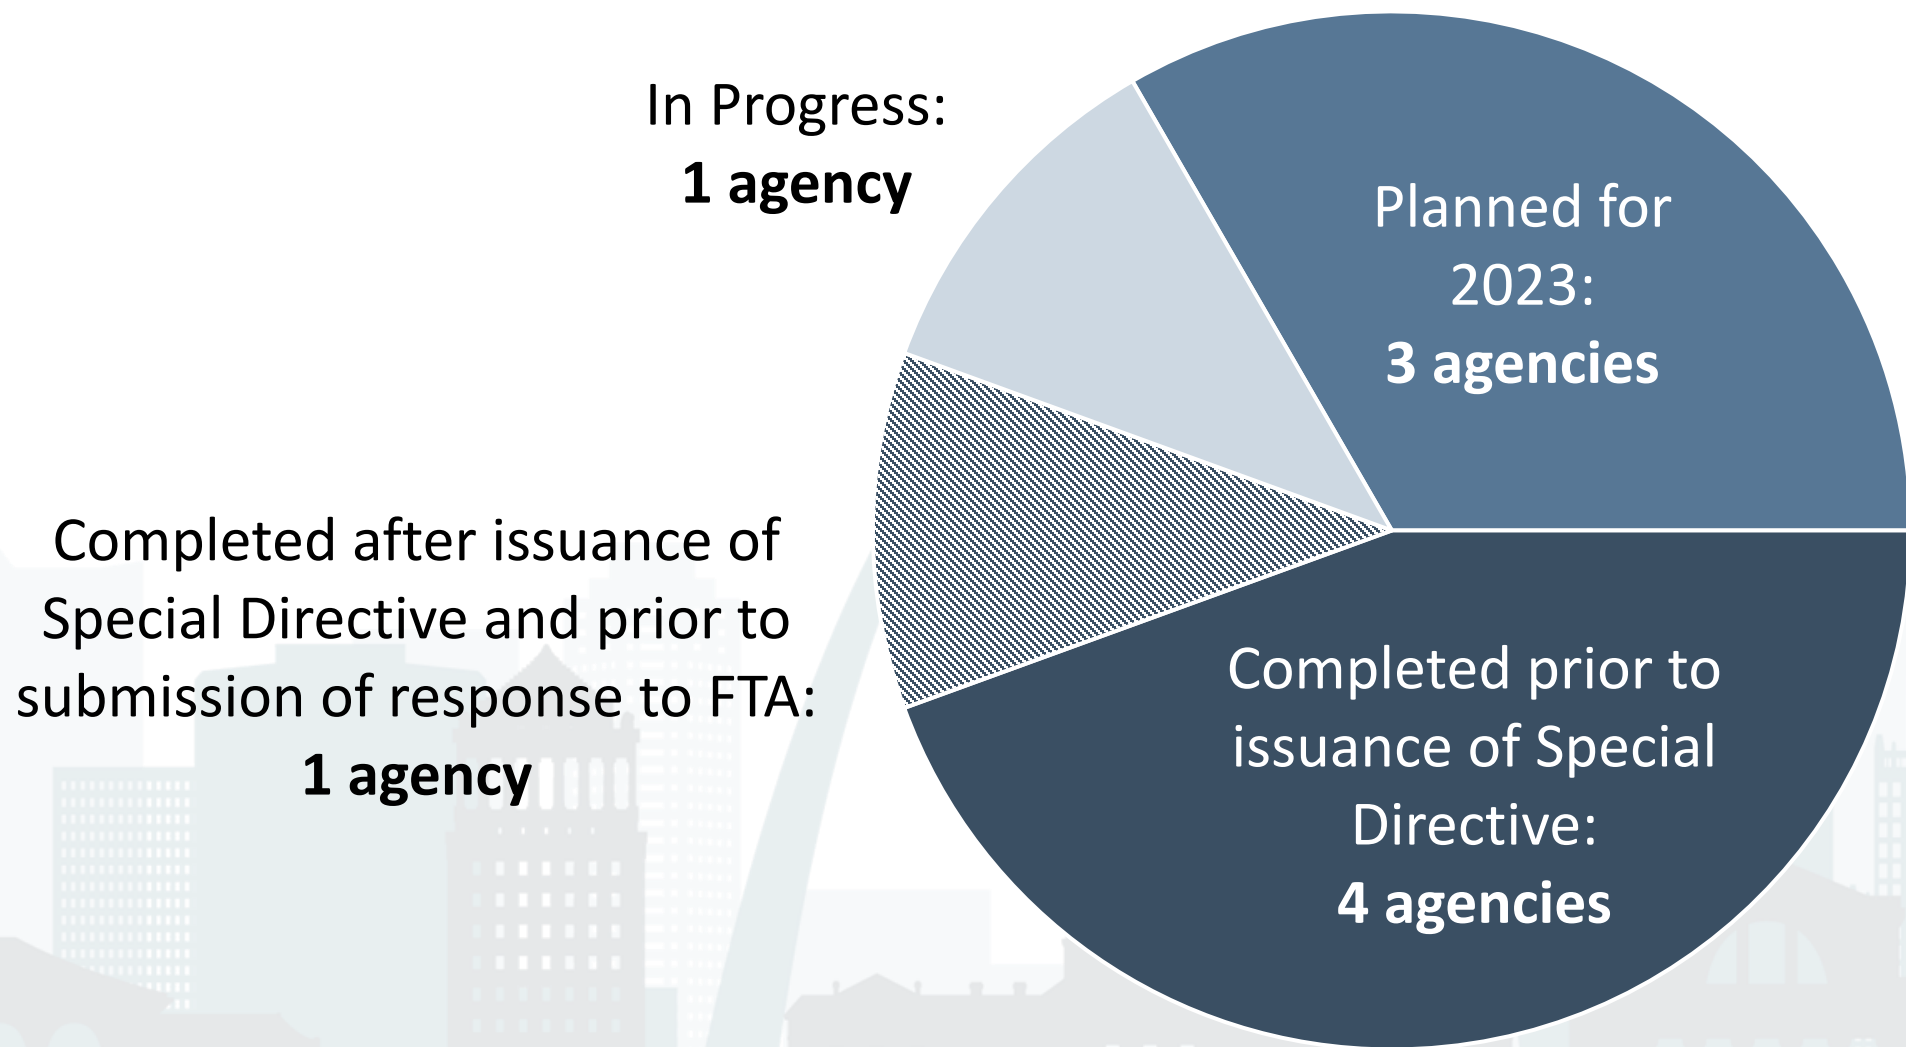 In Progress:
1 agency
Planned for
2023:
3 agencies
Completed after issuance of
Special Directive and prior to
submission of response to FTA:
1 agency
Completed prior to
issuance of Special
Directive:
4 agencies